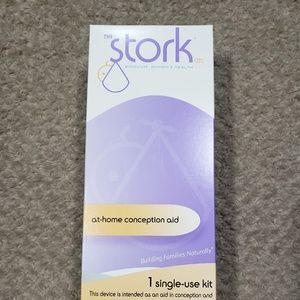 THE
stork
OTC
at-home conception aid
Building Families Naturally
1 single-use kit
This device is intended as an aid in conception and